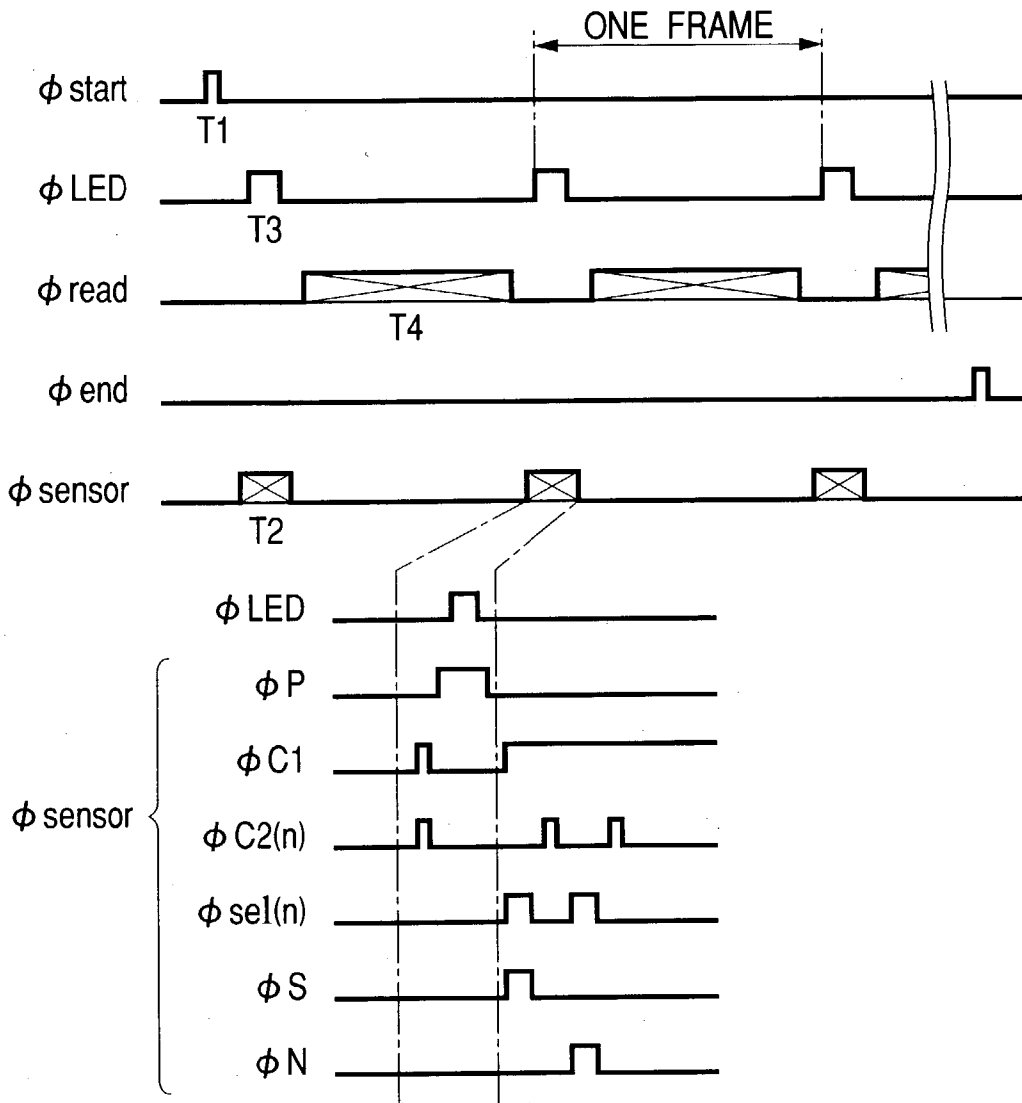 ONE FRAME
ϕ start
T1
ϕ LED
T3
ϕ read
T4
ϕ end
ϕ sensor
T2
ϕ LED
ϕ P
ϕ C1
ϕ sensor
ϕ C2(n)
ϕ sel(n)
ϕ S
ϕ N